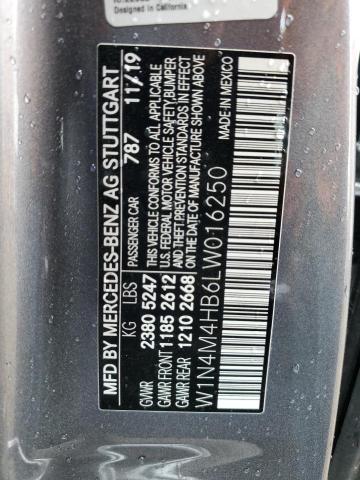 Designed in California
MFD BY MERCEDES-BENZ AG STUTTGART
KG LBS 787 11/19
GVWR 2380 5247
GAWR FRONT 1185 2612
GAWR REAR 1210 2668
PASSENGER CAR
THIS VEHICLE CONFORMS TO ALL APPLICABLE
U.S. FEDERAL MOTOR VEHICLE SAFETY, BUMPER
AND THEFT PREVENTION STANDARDS IN EFFECT
ON THE DATE OF MANUFACTURE SHOWN ABOVE.
W1N4M4HB6LW016250 MADE IN MEXICO